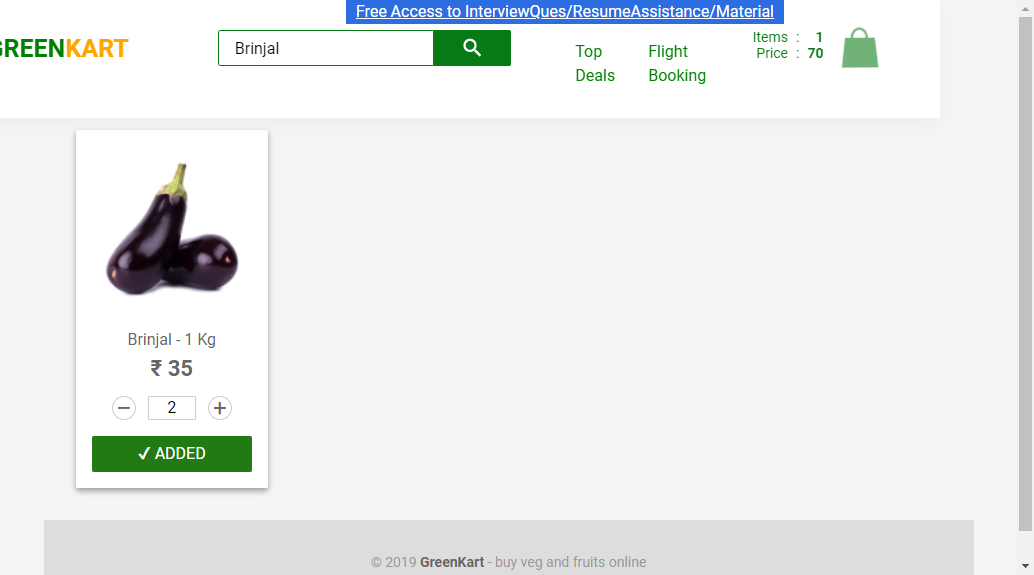 Free Access to InterviewQues/ResumeAssistance/Material
GREENKART
Brinjal
Top Deals
Flight Booking
Items : 1
Price : 70
Brinjal - 1 Kg
₹ 35
− 2 +
✓ ADDED
© 2019 GreenKart - buy veg and fruits online